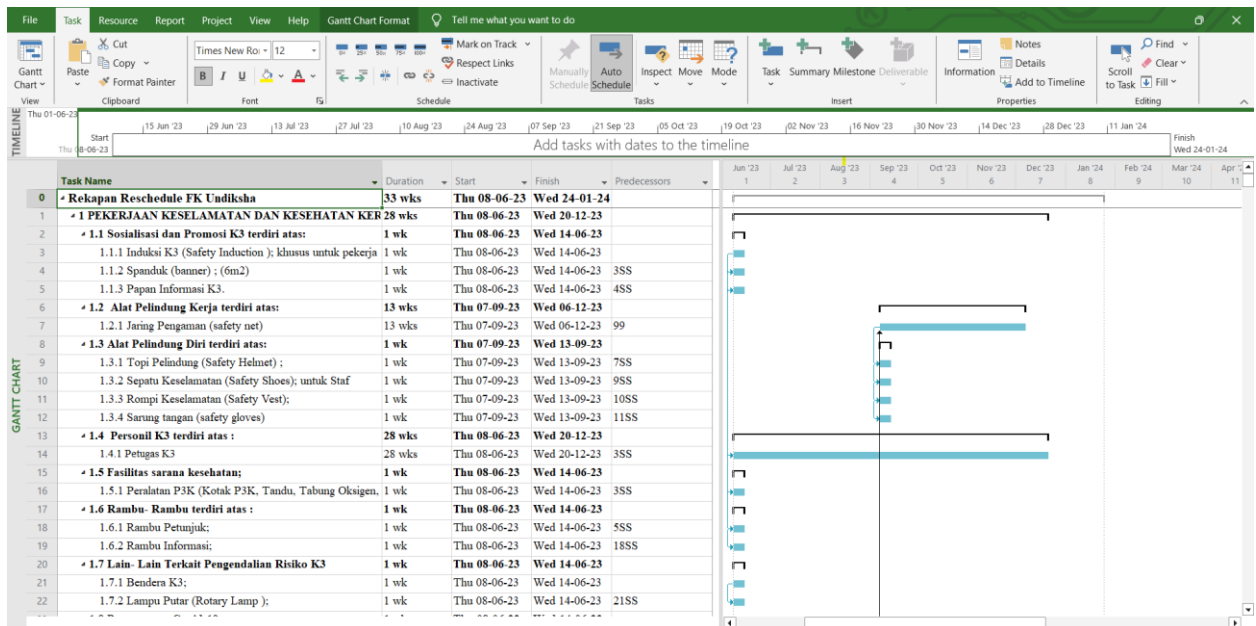 File Task Resource Report Project View Help Gantt Chart Format Tell me what you want to do
Cut Times New Ro 12 0% 25% 50% 75% 100% Mark on Track Notes Find
Copy Respect Links Details Clear
Gantt Chart Paste Format Painter B I U A Inactivate Manually Schedule Auto Schedule Inspect Move Mode Task Summary Milestone Deliverable Information Add to Timeline Scroll to Task Fill
View Clipboard Font Schedule Tasks Insert Properties Editing
TIMELINE
Thu 01-06-23
15 Jun '23 29 Jun '23 13 Jul '23 27 Jul '23 10 Aug '23 24 Aug '23 07 Sep '23 21 Sep '23 05 Oct '23 19 Oct '23 02 Nov '23 16 Nov '23 30 Nov '23 14 Dec '23 28 Dec '23 11 Jan '24
Start Finish
Thu 08-06-23 Add tasks with dates to the timeline Wed 24-01-24
Jun '23 Jul '23 Aug '23 Sep '23 Oct '23 Nov '23 Dec '23 Jan '24 Feb '24 Mar '24 Apr '2
Task Name Duration Start Finish Predecessors 1 2 3 4 5 6 7 8 9 10 11
GANTT CHART
0 Rekapan Reschedule FK Undiksha 33 wks Thu 08-06-23 Wed 24-01-24
1 1 PEKERJAAN KESELAMATAN DAN KESEHATAN KER 28 wks Thu 08-06-23 Wed 20-12-23
2 1.1 Sosialisasi dan Promosi K3 terdiri atas: 1 wk Thu 08-06-23 Wed 14-06-23
3 1.1.1 Induksi K3 (Safety Induction ); khusus untuk pekerja 1 wk Thu 08-06-23 Wed 14-06-23
4 1.1.2 Spanduk (banner) ; (6m2) 1 wk Thu 08-06-23 Wed 14-06-23 3SS
5 1.1.3 Papan Informasi K3. 1 wk Thu 08-06-23 Wed 14-06-23 4SS
6 1.2 Alat Pelindung Kerja terdiri atas: 13 wks Thu 07-09-23 Wed 06-12-23
7 1.2.1 Jaring Pengaman (safety net) 13 wks Thu 07-09-23 Wed 06-12-23 99
8 1.3 Alat Pelindung Diri terdiri atas: 1 wk Thu 07-09-23 Wed 13-09-23
9 1.3.1 Topi Pelindung (Safety Helmet) ; 1 wk Thu 07-09-23 Wed 13-09-23 7SS
10 1.3.2 Sepatu Keselamatan (Safety Shoes); untuk Staf 1 wk Thu 07-09-23 Wed 13-09-23 9SS
11 1.3.3 Rompi Keselamatan (Safety Vest); 1 wk Thu 07-09-23 Wed 13-09-23 10SS
12 1.3.4 Sarung tangan (safety gloves) 1 wk Thu 07-09-23 Wed 13-09-23 11SS
13 1.4 Personil K3 terdiri atas : 28 wks Thu 08-06-23 Wed 20-12-23
14 1.4.1 Petugas K3 28 wks Thu 08-06-23 Wed 20-12-23 3SS
15 1.5 Fasilitas sarana kesehatan; 1 wk Thu 08-06-23 Wed 14-06-23
16 1.5.1 Peralatan P3K (Kotak P3K, Tandu, Tabung Oksigen, 1 wk Thu 08-06-23 Wed 14-06-23 3SS
17 1.6 Rambu- Rambu terdiri atas : 1 wk Thu 08-06-23 Wed 14-06-23
18 1.6.1 Rambu Petunjuk; 1 wk Thu 08-06-23 Wed 14-06-23 5SS
19 1.6.2 Rambu Informasi; 1 wk Thu 08-06-23 Wed 14-06-23 18SS
20 1.7 Lain- Lain Terkait Pengendalian Risiko K3 1 wk Thu 08-06-23 Wed 14-06-23
21 1.7.1 Bendera K3; 1 wk Thu 08-06-23 Wed 14-06-23
22 1.7.2 Lampu Putar (Rotary Lamp ); 1 wk Thu 08-06-23 Wed 14-06-23 21SS